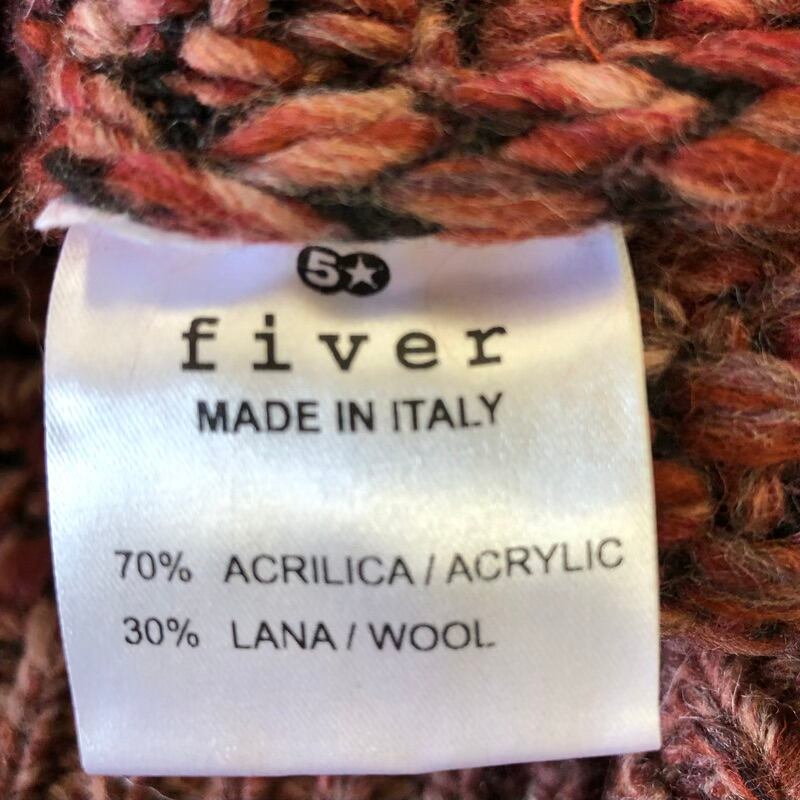 5★
fiver
MADE IN ITALY
70% ACRILICA / ACRYLIC
30% LANA / WOOL